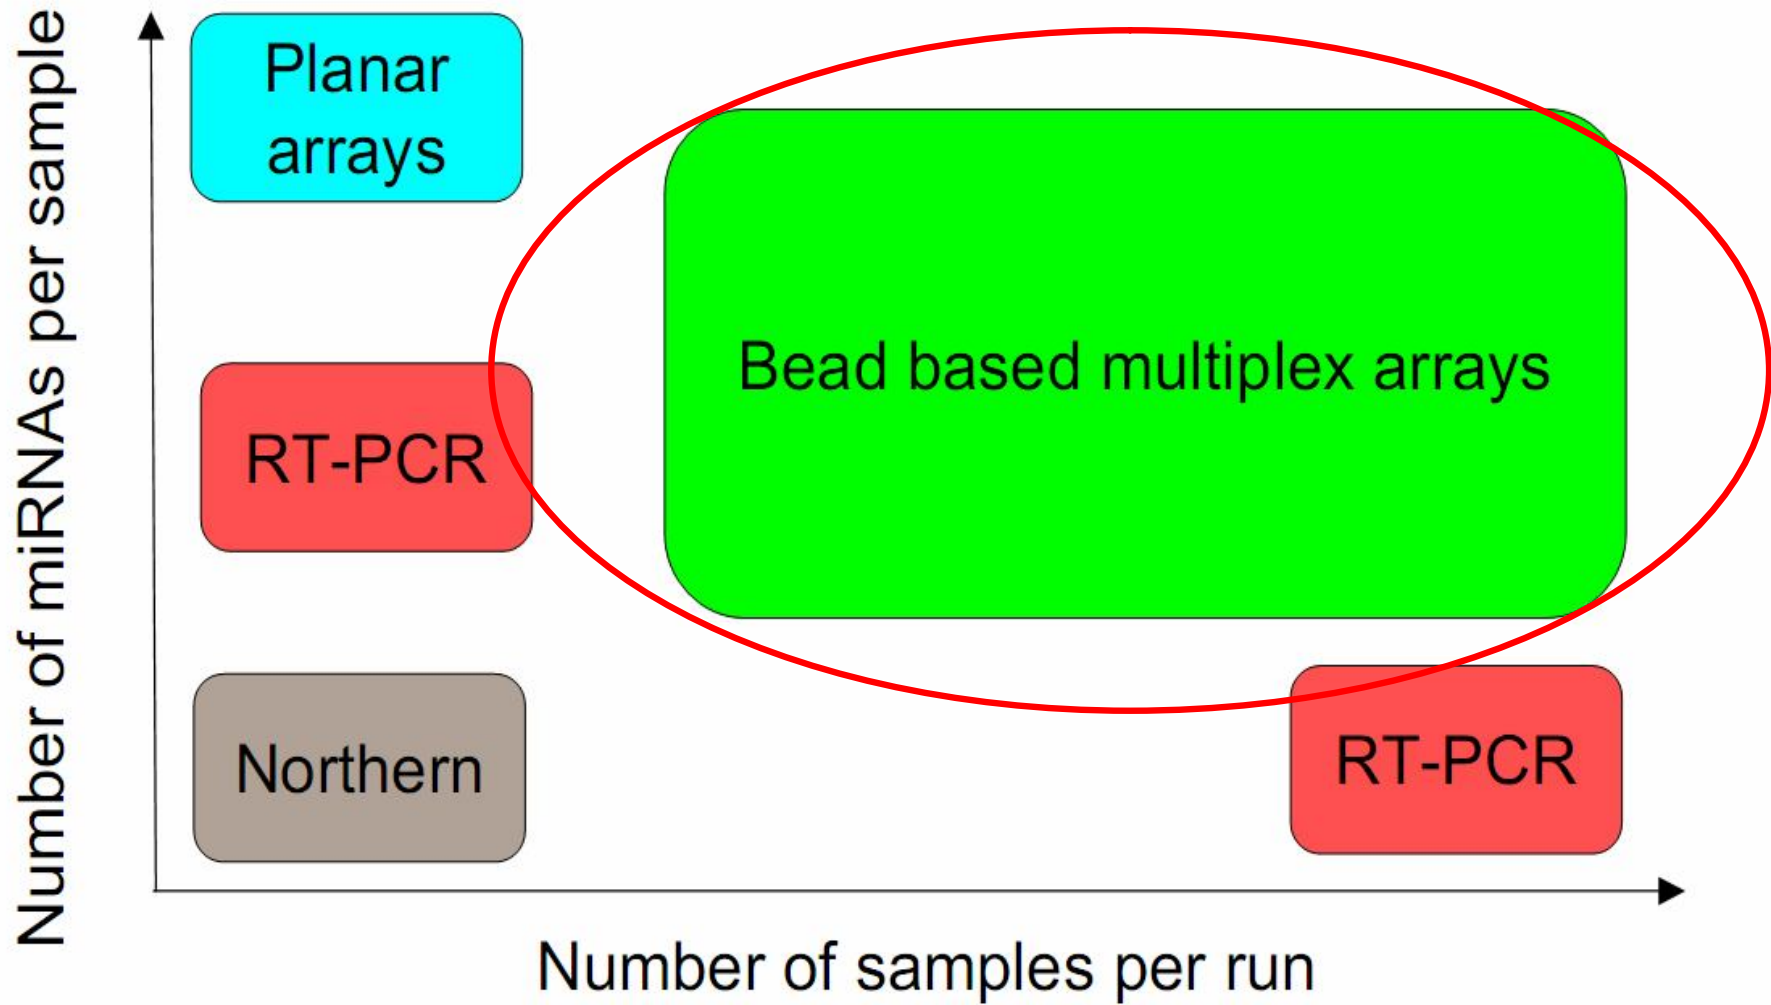 Number of miRNAs per sample
Planar
arrays
Bead based multiplex arrays
RT-PCR
Northern
RT-PCR
Number of samples per run